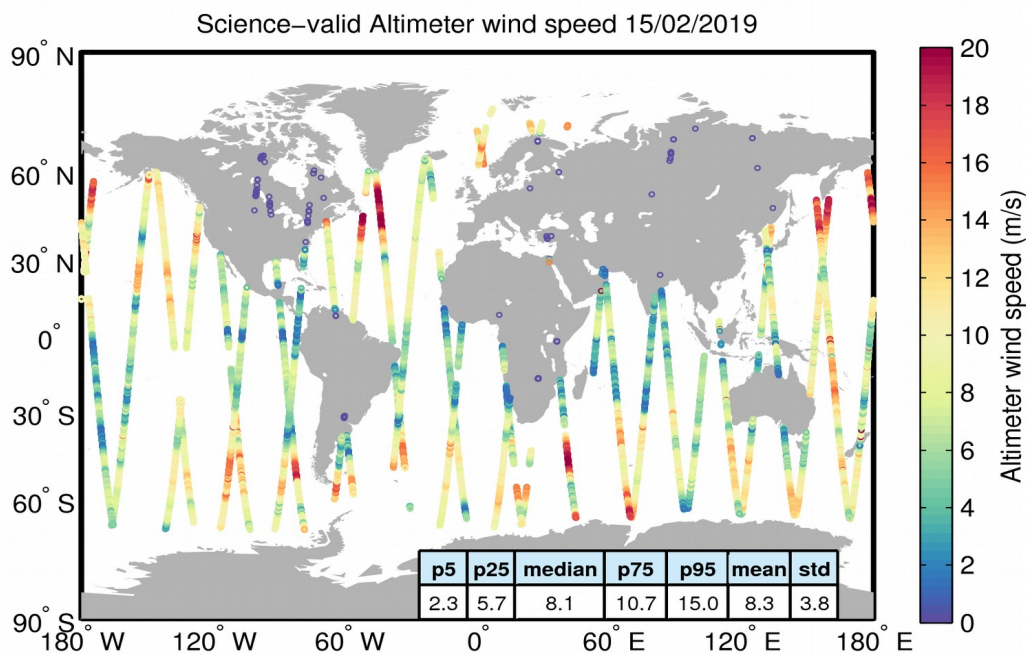 Science−valid Altimeter wind speed 15/02/2019
90° N
60° N
30° N
0°
30° S
60° S
90° S
180° W
120° W
60° W
0°
60° E
120° E
180° E
p5 p25 median p75 p95 mean std
2.3 5.7 8.1 10.7 15.0 8.3 3.8
20
18
16
14
12
10
8
6
4
2
0
Altimeter wind speed (m/s)